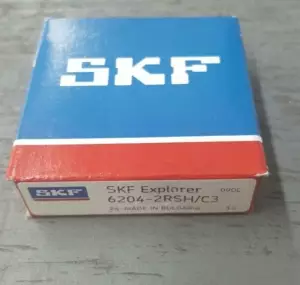 SKF
SKF
SKF Explorer
6204-2RSH/C3
MADE IN BULGARIA